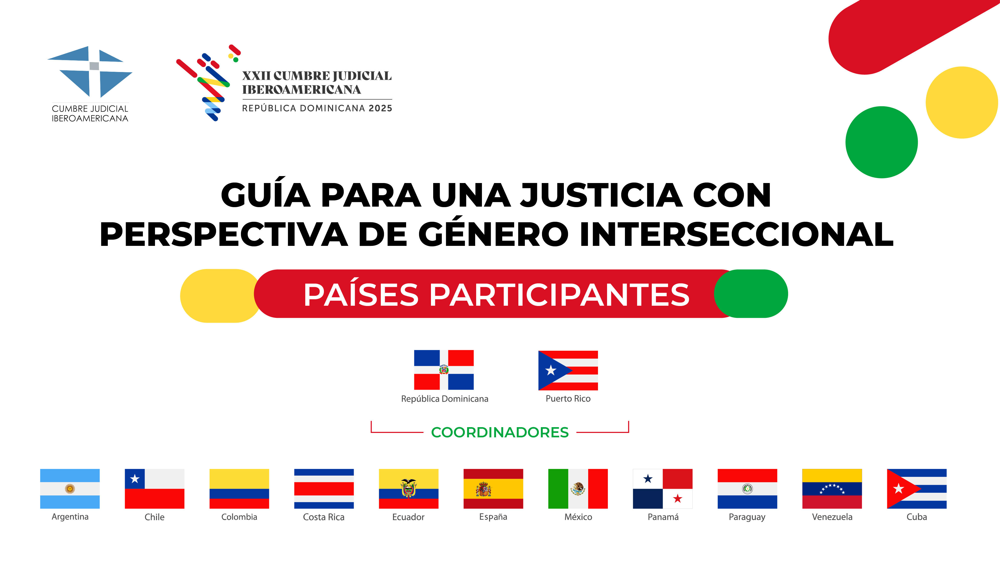 CUMBRE JUDICIAL
IBEROAMERICANA
XXII CUMBRE JUDICIAL
IBEROAMERICANA
REPÚBLICA DOMINICANA 2025
GUÍA PARA UNA JUSTICIA CON
PERSPECTIVA DE GÉNERO INTERSECCIONAL
PAÍSES PARTICIPANTES
República Dominicana
Puerto Rico
COORDINADORES
Argentina
Chile
Colombia
Costa Rica
Ecuador
España
México
Panamá
Paraguay
Venezuela
Cuba